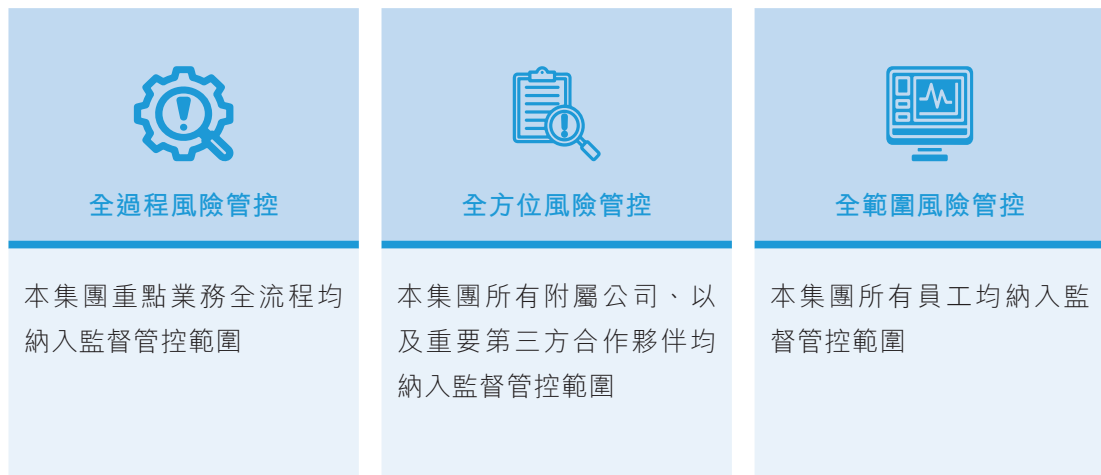 全過程風險管控
本集團重點業務全流程均
納入監督管控範圍
全方位風險管控
本集團所有附屬公司、以
及重要第三方合作夥伴均
納入監督管控範圍
全範圍風險管控
本集團所有員工均納入監
督管控範圍